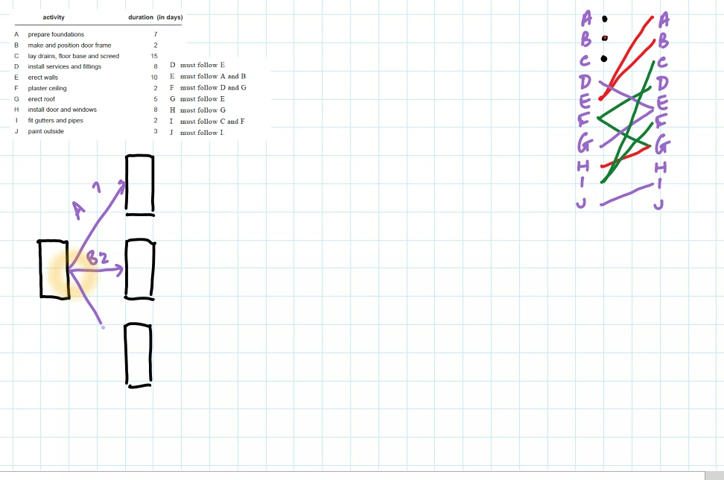 activity duration (in days)
A prepare foundations 7
B make and position door frame 2
C lay drains, floor base and screed 15
D install services and fittings 8
E erect walls 10
F plaster ceiling 2
G erect roof 5
H install door and windows 8
I fit gutters and pipes 2
J paint outside 3
D must follow E
E must follow A and B
F must follow D and G
G must follow E
H must follow G
I must follow C and F
J must follow I.
A A
B B
C C
D D
E E
F F
G G
H H
I I
J J
A 7
B 2